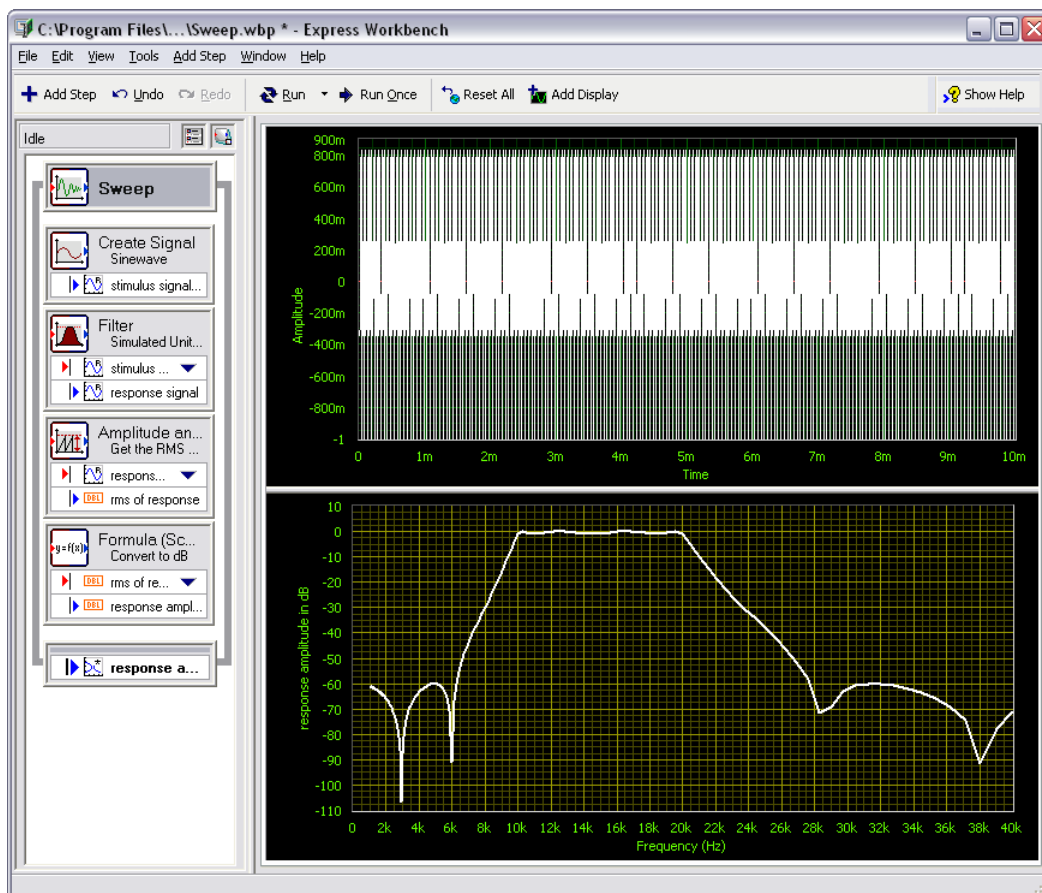 C:\Program Files\...\Sweep.wbp * - Express Workbench
File Edit View Tools Add Step Window Help
Add Step Undo Redo Run Run Once Reset All Add Display Show Help
Idle
Sweep
Create Signal
Sinewave
stimulus signal...
Filter
Simulated Unit...
stimulus ...
response signal
Amplitude an...
Get the RMS ...
respons...
DBL rms of response
y=f(x)
Formula (Sc...
Convert to dB
DBL rms of re...
DBL response ampl...
response a...
Amplitude
900m
800m
600m
400m
200m
0
-200m
-400m
-600m
-800m
-1
0 1m 2m 3m 4m 5m 6m 7m 8m 9m 10m
Time
response amplitude in dB
10
0
-10
-20
-30
-40
-50
-60
-70
-80
-90
-100
-110
0 2k 4k 6k 8k 10k 12k 14k 16k 18k 20k 22k 24k 26k 28k 30k 32k 34k 36k 38k 40k
Frequency (Hz)